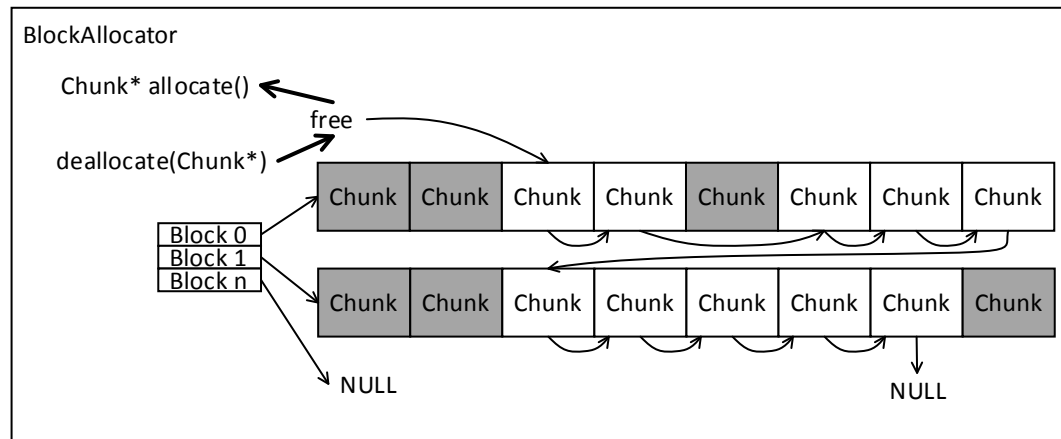 BlockAllocator
Chunk* allocate()
free
deallocate(Chunk*)
Chunk Chunk Chunk Chunk Chunk Chunk Chunk Chunk
Block 0
Block 1
Block n
Chunk Chunk Chunk Chunk Chunk Chunk Chunk Chunk
NULL
NULL